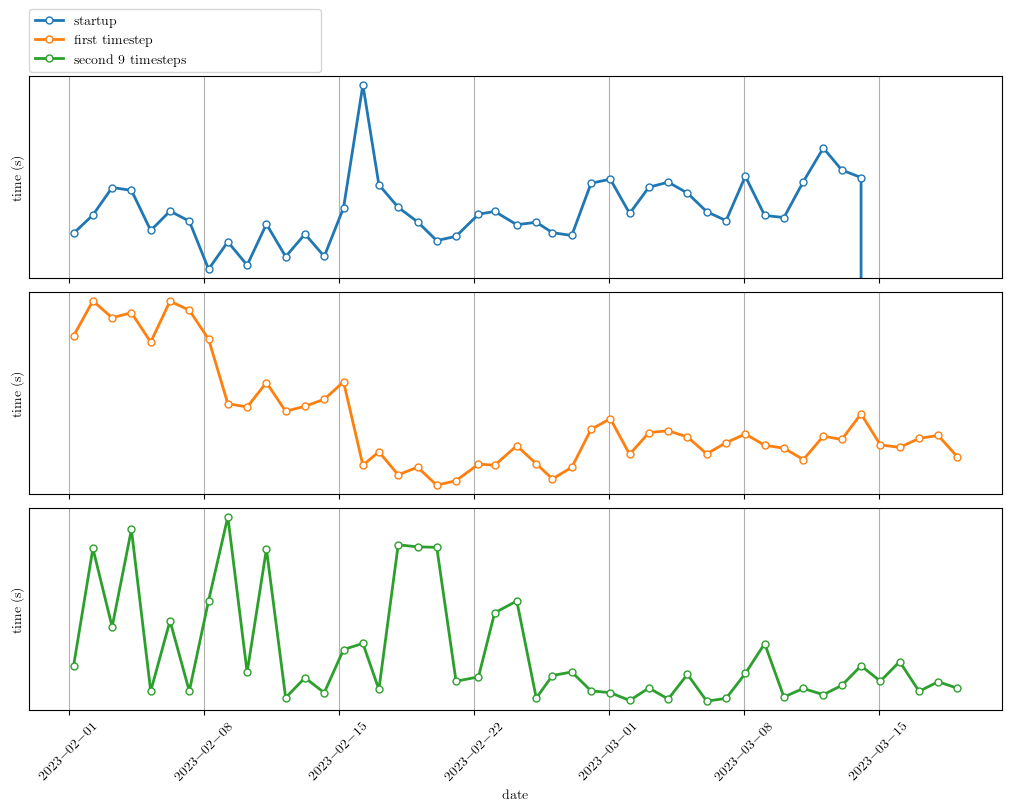 startup
first timestep
second 9 timesteps
time (s)
time (s)
time (s)
2023−02−01
2023−02−08
2023−02−15
2023−02−22
2023−03−01
2023−03−08
2023−03−15
date